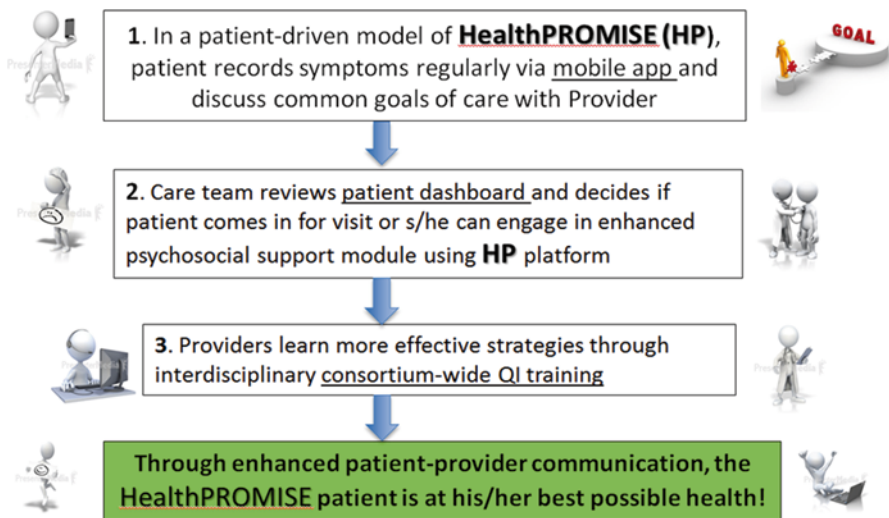 1. In a patient-driven model of HealthPROMISE (HP),
patient records symptoms regularly via mobile app and
discuss common goals of care with Provider
GOAL
2. Care team reviews patient dashboard and decides if
patient comes in for visit or s/he can engage in enhanced
psychosocial support module using HP platform
3. Providers learn more effective strategies through
interdisciplinary consortium-wide QI training
Through enhanced patient-provider communication, the
HealthPROMISE patient is at his/her best possible health!